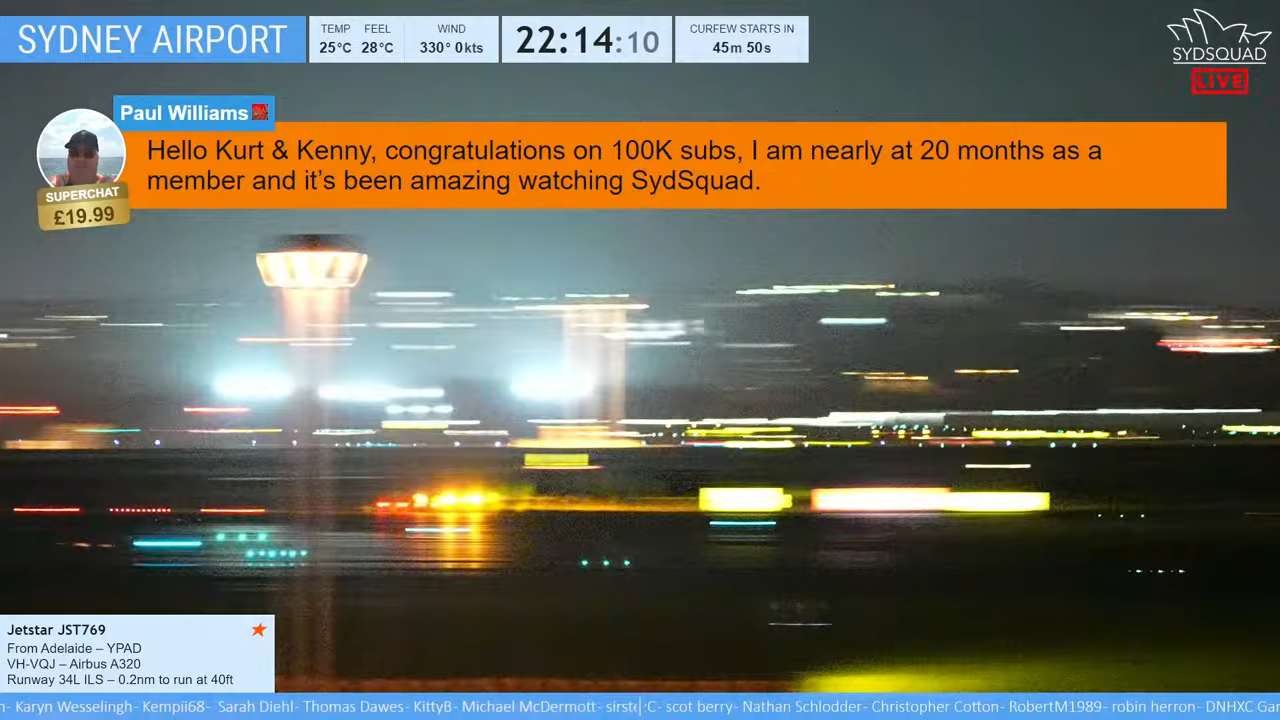 SYDNEY AIRPORT
TEMP FEEL WIND
25°C 28°C 330° 0kts
22:14:10
CURFEW STARTS IN
45m 50s
SYDSQUAD
LIVE
Paul Williams
Hello Kurt & Kenny, congratulations on 100K subs, I am nearly at 20 months as a
member and it's been amazing watching SydSquad.
SUPERCHAT
£19.99
Jetstar JST769
From Adelaide – YPAD
VH-VQJ – Airbus A320
Runway 34L ILS – 0.2nm to run at 40ft
- Karyn Wesselingh- Kempii68- Sarah Diehl- Thomas Dawes- KittyB- Michael McDermott- C- scot berry- Nathan Schlodder- Christopher Cotton- RobertM1989- robin herron- DNHXC